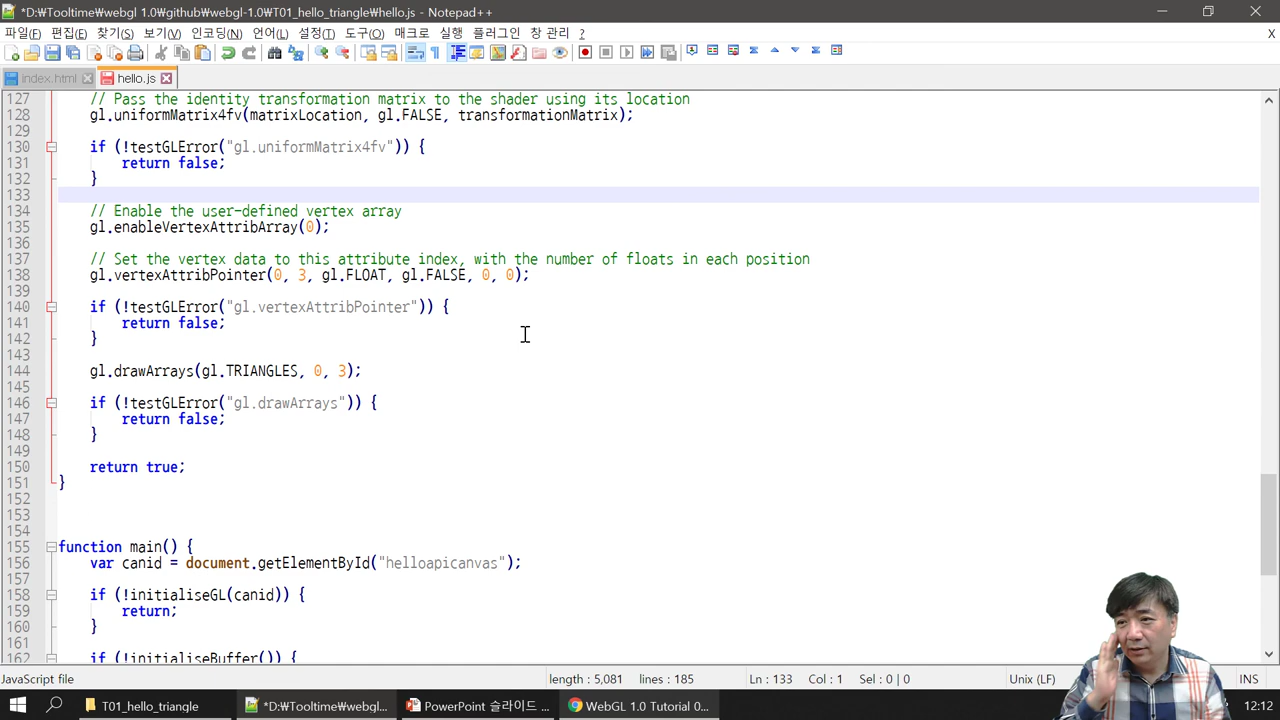 *D:₩Tooltime₩webgl 1.0₩github₩webgl-1.0₩T01_hello_triangle₩hello.js - Notepad++
파일(F) 편집(E) 찾기(S) 보기(V) 인코딩(N) 언어(L) 설정(T) 도구(O) 매크로 실행 플러그인 창 관리 ? X
index.html hello.js
127 // Pass the identity transformation matrix to the shader using its location
128 gl.uniformMatrix4fv(matrixLocation, gl.FALSE, transformationMatrix);
129
130 if (!testGLError("gl.uniformMatrix4fv")) {
131 return false;
132 }
133
134 // Enable the user-defined vertex array
135 gl.enableVertexAttribArray(0);
136
137 // Set the vertex data to this attribute index, with the number of floats in each position
138 gl.vertexAttribPointer(0, 3, gl.FLOAT, gl.FALSE, 0, 0);
139
140 if (!testGLError("gl.vertexAttribPointer")) {
141 return false;
142 }
143
144 gl.drawArrays(gl.TRIANGLES, 0, 3);
145
146 if (!testGLError("gl.drawArrays")) {
147 return false;
148 }
149
150 return true;
151 }
152
153
154
155 function main() {
156 var canid = document.getElementById("helloapicanvas");
157
158 if (!initialiseGL(canid)) {
159 return;
160 }
161
162 if (!initialiseBuffer()) {
JavaScript file length : 5,081 lines : 185 Ln : 133 Col : 1 Sel : 0 | 0 Unix (LF) INS
T01_hello_triangle *D:₩Tooltime₩webgl... PowerPoint 슬라이드 ... WebGL 1.0 Tutorial 0... 12:12